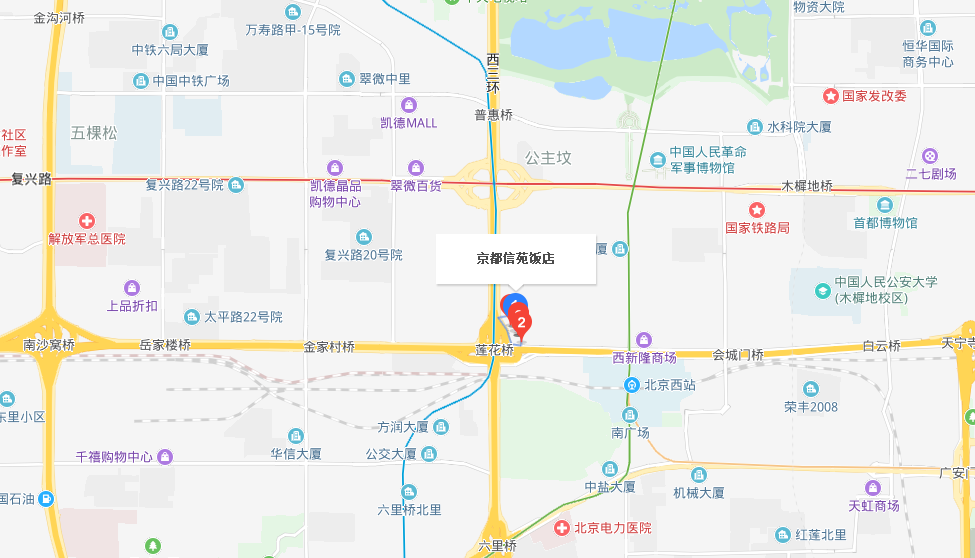 金沟河桥
中铁六局大厦
万寿路甲-15号院
物资大院
恒华国际
商务中心
西三环
中国中铁广场
翠微中里
国家发改委
凯德MALL
普惠桥
五棵松
社区
作室
公主坟
水科院大厦
中国人民革命
军事博物馆
二七剧场
复兴路
复兴路22号院
凯德晶品
购物中心
翠微百货
木樨地桥
解放军总医院
国家铁路局
首都博物馆
复兴路20号院
厦
京都信苑饭店
上品折扣
太平路22号院
中国人民公安大学
(木樨地校区)
2
南沙窝桥
岳家楼桥
金家村桥
莲花桥
西新隆商场
会城门桥
白云桥
天宁寺
北京西站
东里小区
荣丰2008
方润大厦
南广场
千禧购物中心
华信大厦
公交大厦
广安门
国石油
中盐大厦
机械大厦
天虹商场
六里桥北里
北京电力医院
红莲北里
六里桥